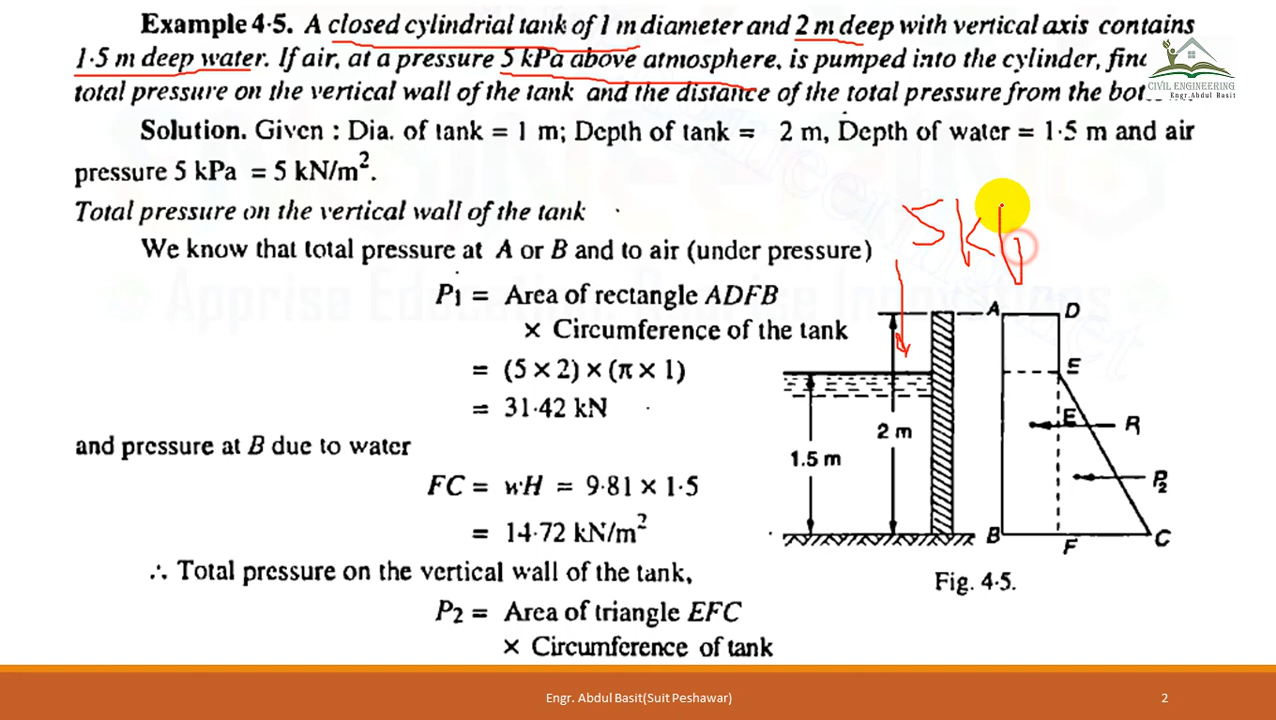 Example 4·5. A closed cylindrial tank of 1 m diameter and 2 m deep with vertical axis contains
1·5 m deep water. If air, at a pressure 5 kPa above atmosphere, is pumped into the cylinder, find
total pressure on the vertical wall of the tank and the distance of the total pressure from the bot
CIVIL ENGINEERING
Engr.Abdul Basit
Solution. Given : Dia. of tank = 1 m; Depth of tank = 2 m, Depth of water = 1·5 m and air
pressure 5 kPa = 5 kN/m².
Total pressure on the vertical wall of the tank
We know that total pressure at A or B and to air (under pressure)
5 kp
P₁ = Area of rectangle ADFB
× Circumference of the tank
= (5 × 2) × (π × 1)
= 31·42 kN
and pressure at B due to water
FC = wH = 9·81 × 1·5
= 14·72 kN/m²
∴ Total pressure on the vertical wall of the tank,
P₂ = Area of triangle EFC
× Circumference of tank
A D
E
E P₁
2 m
1.5 m
P₂
B F C
Fig. 4·5.
Engr. Abdul Basit(Suit Peshawar)
2